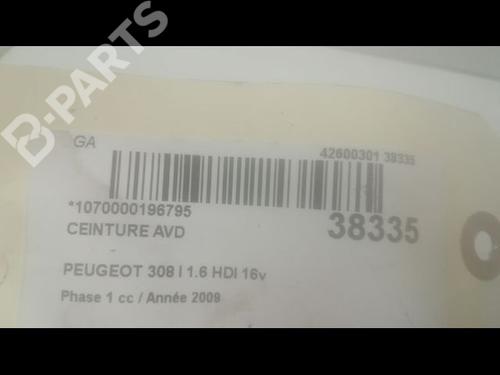 B-PARTS
GA
42600301 38335
*1070000196795
38335
CEINTURE AVD
PEUGEOT 308 I 1.6 HDI 16v
Phase 1 cc / Année 2009